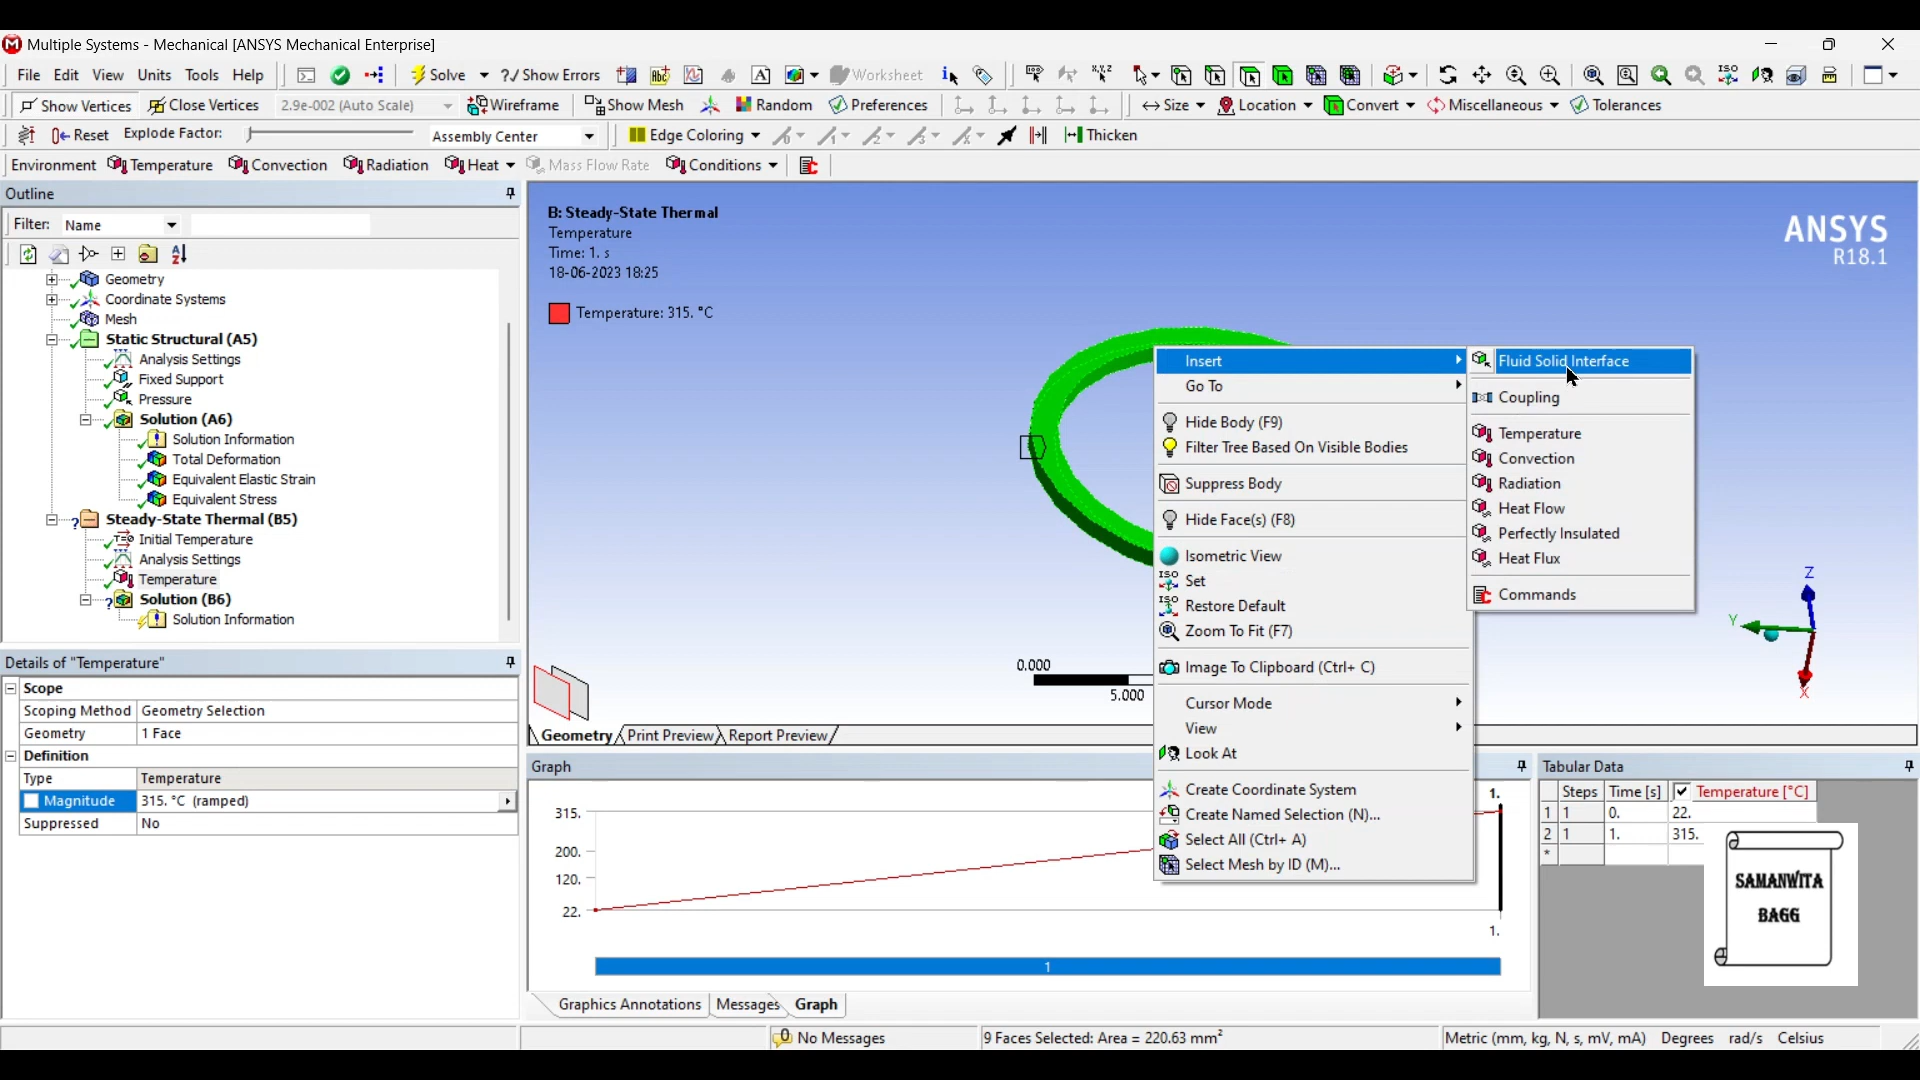 Multiple Systems - Mechanical [ANSYS Mechanical Enterprise]
File Edit View Units Tools Help Solve ?/ Show Errors Worksheet
Show Vertices Close Vertices 2.9e-002 (Auto Scale) Wireframe Show Mesh Random Preferences Size Location Convert Miscellaneous Tolerances
Reset Explode Factor: Assembly Center Edge Coloring Thicken
Environment Temperature Convection Radiation Heat Mass Flow Rate Conditions
Outline
Filter: Name
Geometry
Coordinate Systems
Mesh
Static Structural (A5)
Analysis Settings
Fixed Support
Pressure
Solution (A6)
Solution Information
Total Deformation
Equivalent Elastic Strain
Equivalent Stress
Steady-State Thermal (B5)
Initial Temperature
Analysis Settings
Temperature
Solution (B6)
Solution Information
Details of "Temperature"
Scope
Scoping Method Geometry Selection
Geometry 1 Face
Definition
Type Temperature
Magnitude 315. °C (ramped)
Suppressed No
B: Steady-State Thermal
Temperature
Time: 1. s
18-06-2023 18:25
Temperature: 315. °C
ANSYS
R18.1
Insert
Go To
Hide Body (F9)
Filter Tree Based On Visible Bodies
Suppress Body
Hide Face(s) (F8)
Isometric View
ISO Set
ISO Restore Default
Zoom To Fit (F7)
Image To Clipboard (Ctrl+ C)
Cursor Mode
View
Look At
Create Coordinate System
Create Named Selection (N)...
Select All (Ctrl+ A)
Select Mesh by ID (M)...
Fluid Solid Interface
Coupling
Temperature
Convection
Radiation
Heat Flow
Perfectly Insulated
Heat Flux
Commands
Z
Y
X
0.000
5.000
Geometry Print Preview Report Preview
Graph
315.
200.
120.
22.
1.
1.
1
Graphics Annotations Messages Graph
Tabular Data
Steps Time [s] Temperature [°C]
1 1 0. 22.
2 1 1. 315.
*
SAMANWITA
BAGG
No Messages 9 Faces Selected: Area = 220.63 mm² Metric (mm, kg, N, s, mV, mA) Degrees rad/s Celsius